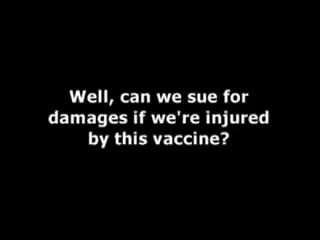 Well, can we sue for
damages if we're injured
by this vaccine?